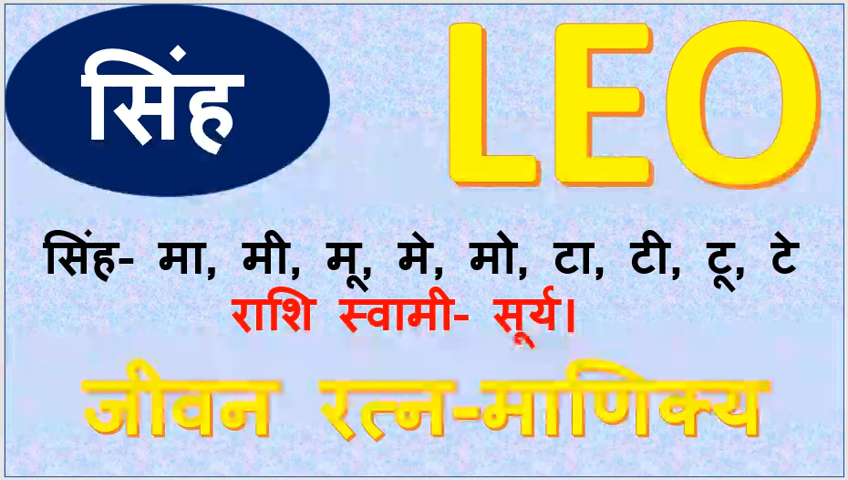 सिंह
LEO
सिंह- मा, मी, मू, मे, मो, टा, टी, टू, टे
राशि स्वामी- सूर्य।
जीवन रत्न-माणिक्य